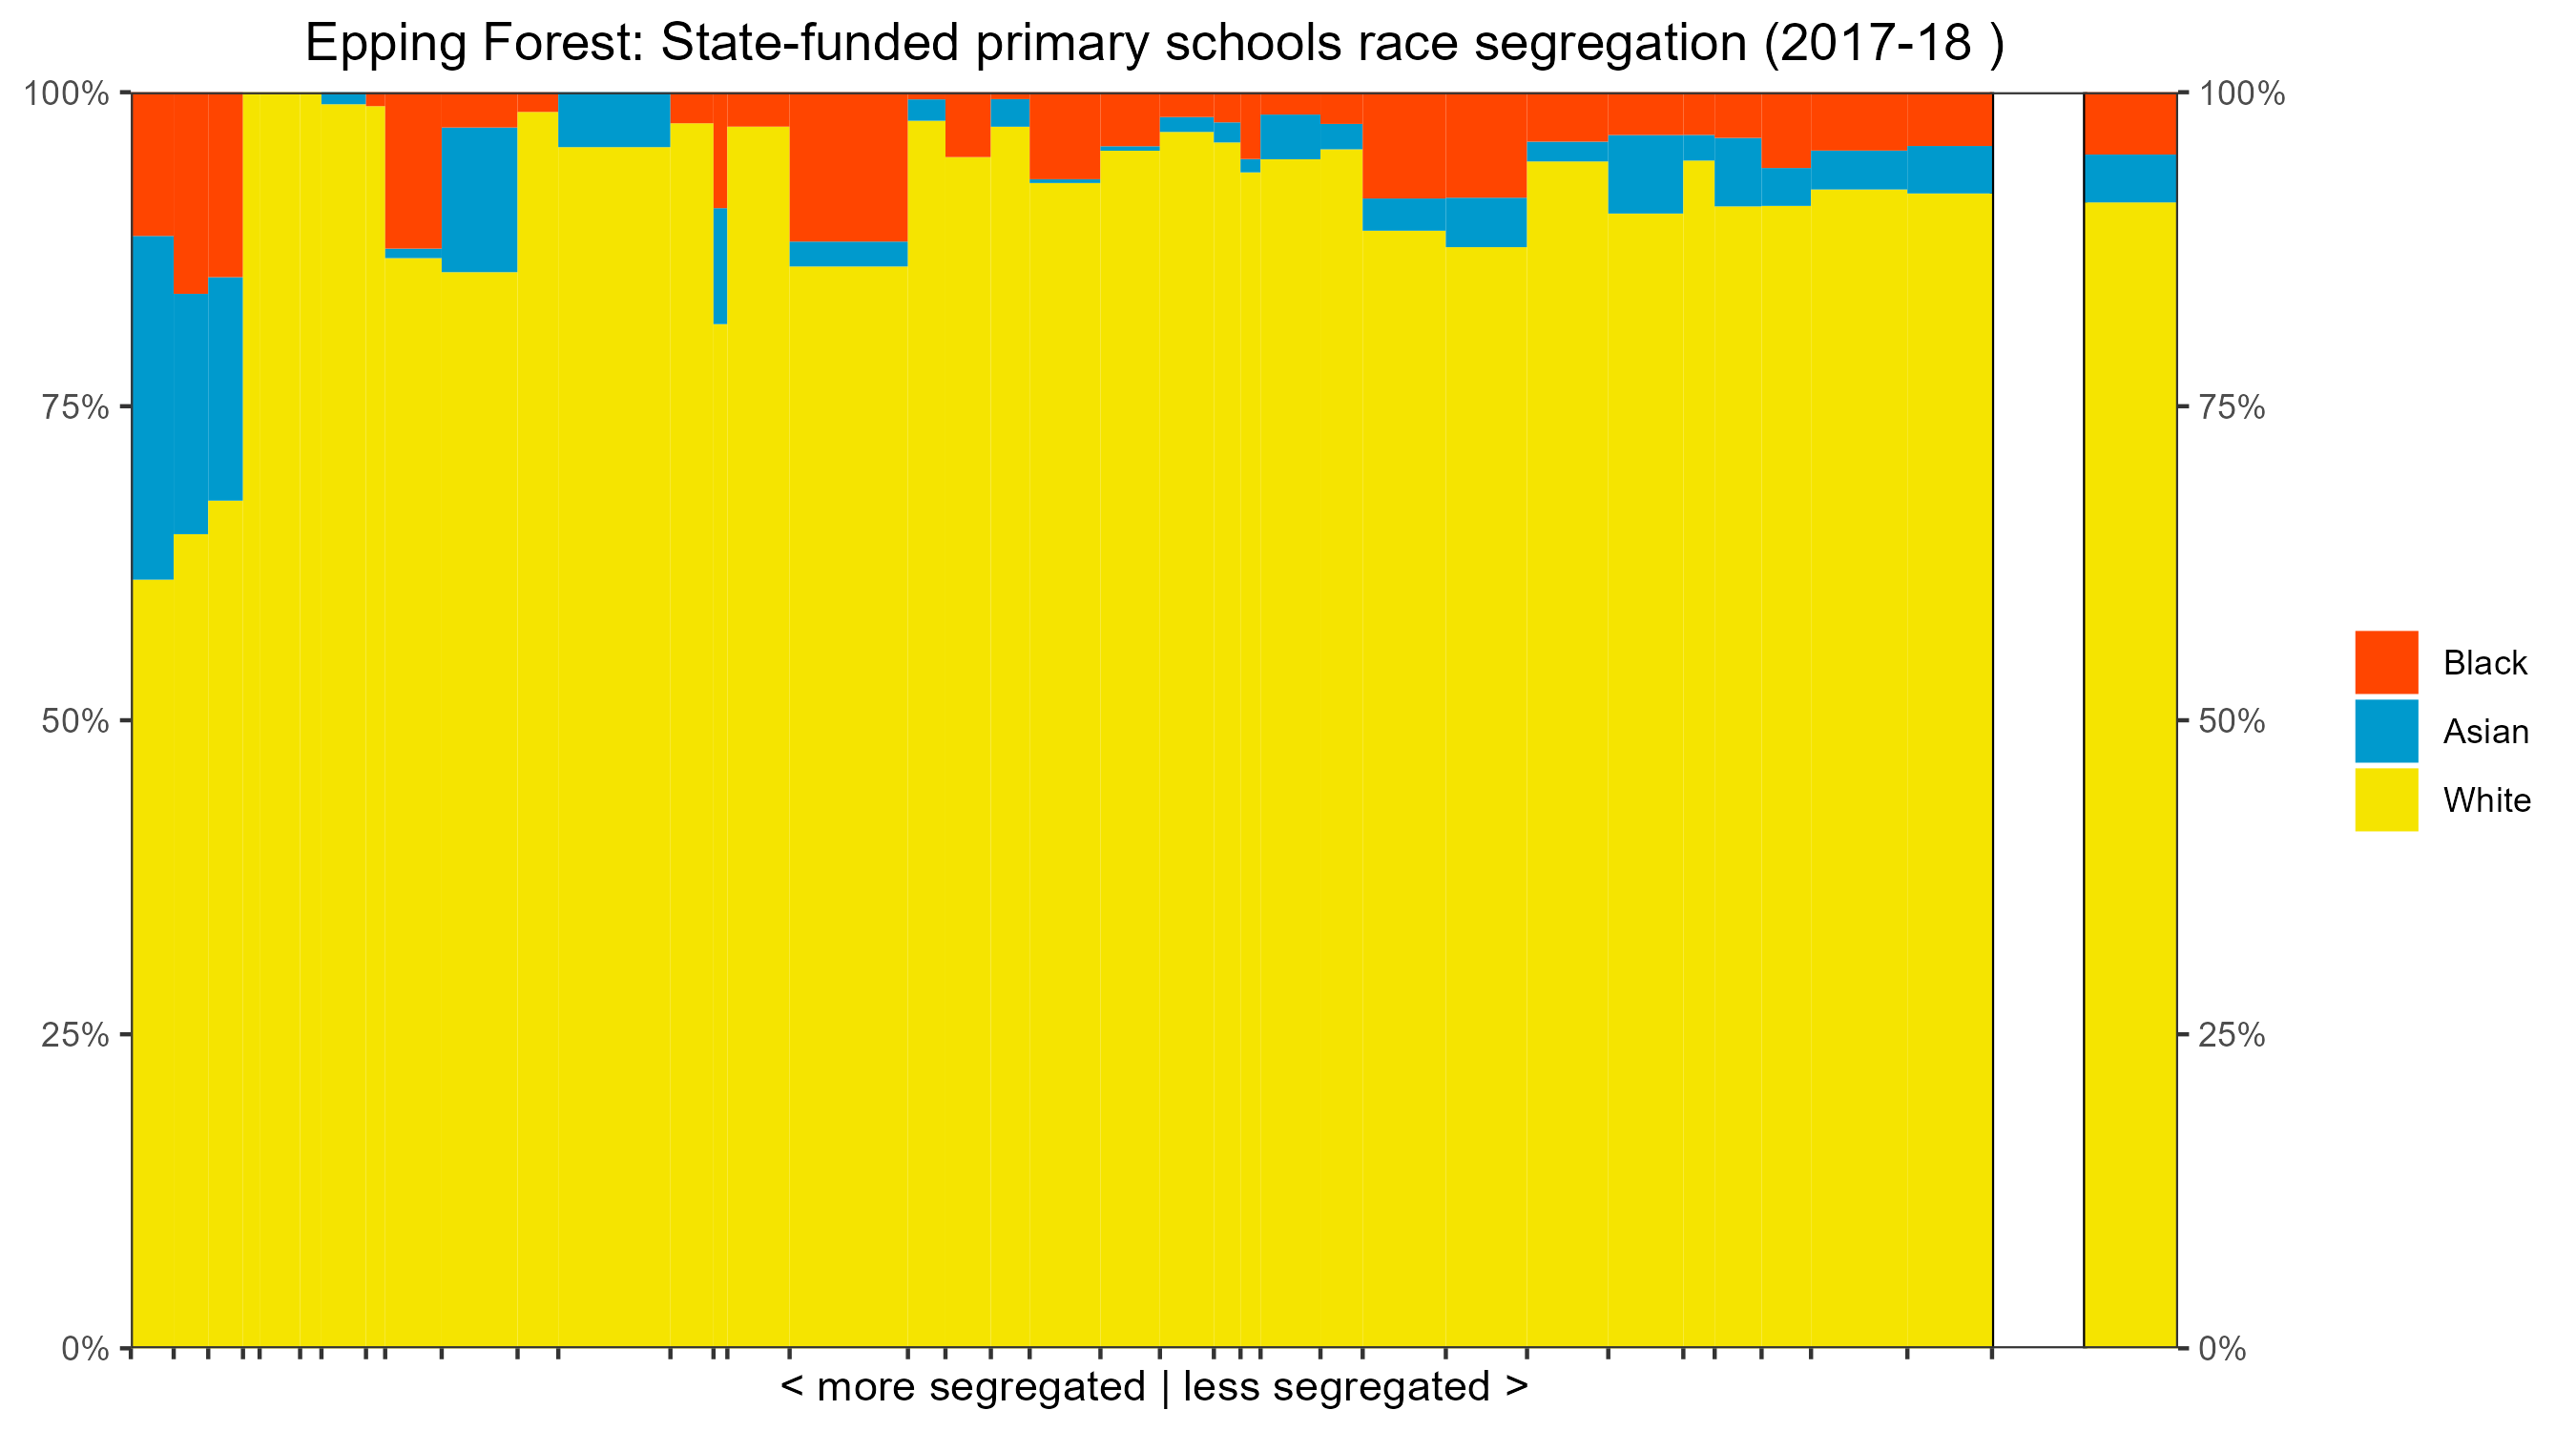 Epping Forest: State-funded primary schools race segregation (2017-18 )
100%
75%
50%
25%
0%
100%
75%
50%
25%
0%
Black
Asian
White
< more segregated | less segregated >